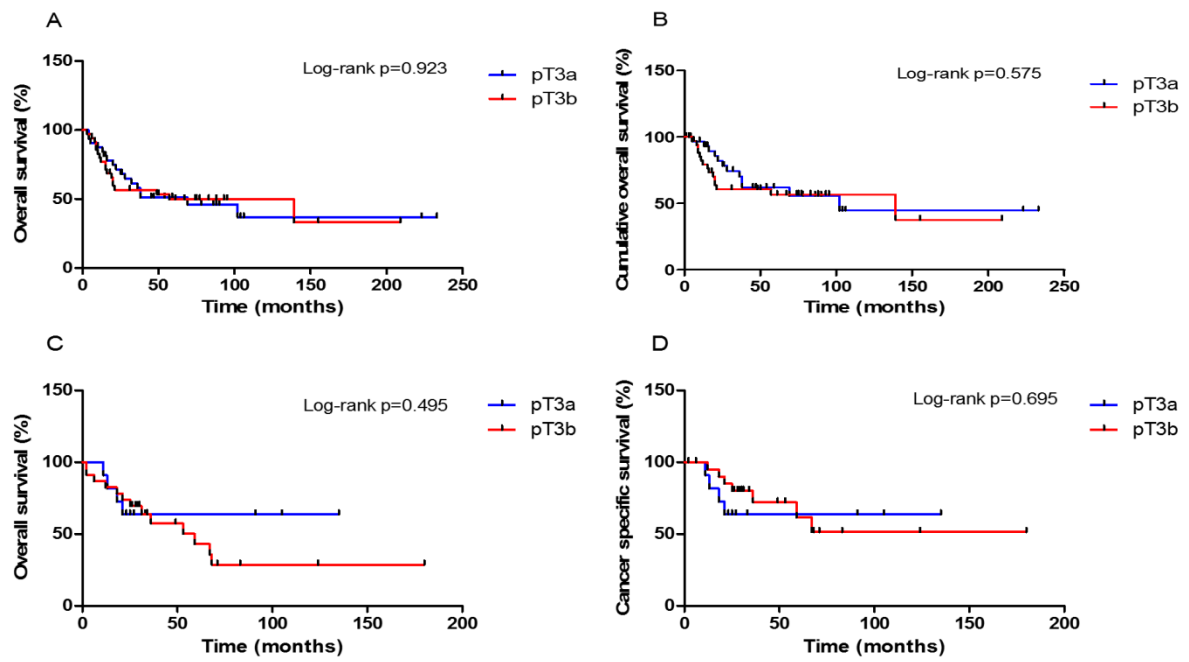 A
Log-rank p=0.923
pT3a
pT3b
Overall survival (%)
150
100
50
0
0 50 100 150 200 250
Time (months)
B
Log-rank p=0.575
pT3a
pT3b
Cumulative overall survival (%)
150
100
50
0
0 50 100 150 200 250
Time (months)
C
Log-rank p=0.495
pT3a
pT3b
Overall survival (%)
150
100
50
0
0 50 100 150 200
Time (months)
D
Log-rank p=0.695
pT3a
pT3b
Cancer specific survival (%)
150
100
50
0
0 50 100 150 200
Time (months)